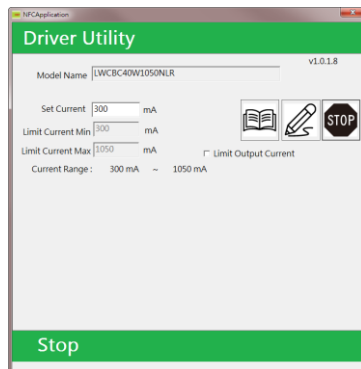 NFCApplication
Driver Utility
v1.0.1.8
Model Name LWCBC40W1050NLR
Set Current 300 mA
Limit Current Min 300 mA
Limit Current Max 1050 mA
Limit Output Current
Current Range : 300 mA ~ 1050 mA
STOP
Stop